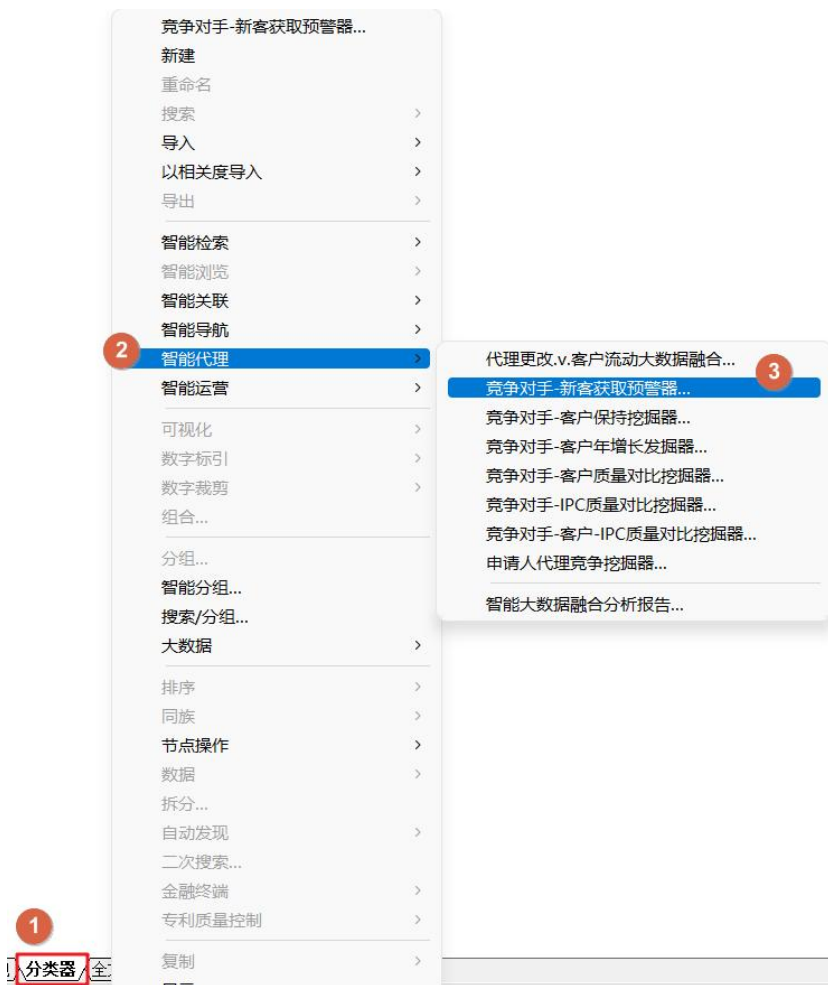 竞争对手-新客获取预警器...
新建
重命名
搜索
导入
以相关度导入
导出
智能检索
智能浏览
智能关联
智能导航
2
智能代理
智能运营
可视化
数字标引
数字裁剪
组合...
分组...
智能分组...
搜索/分组...
大数据
排序
同族
节点操作
数据
拆分...
自动发现
二次搜索...
金融终端
专利质量控制
复制
代理更改.v.客户流动大数据融合...
3
竞争对手-新客获取预警器...
竞争对手-客户保持挖掘器...
竞争对手-客户年增长发掘器...
竞争对手-客户质量对比挖掘器...
竞争对手-IPC质量对比挖掘器...
竞争对手-客户-IPC质量对比挖掘器...
申请人代理竞争挖掘器...
智能大数据融合分析报告...
1
分类器
全